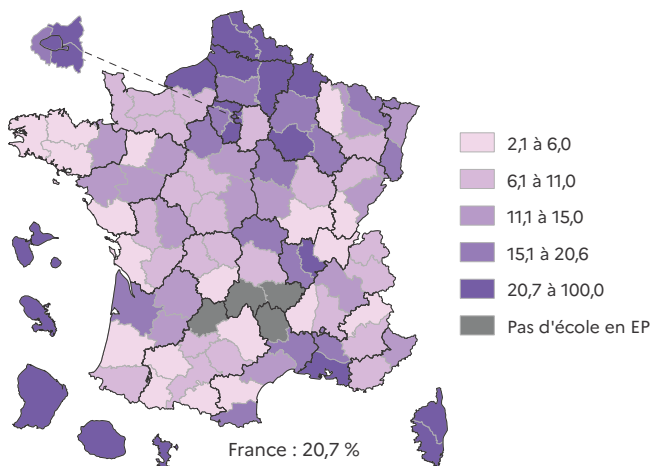 2,1 à 6,0
6,1 à 11,0
11,1 à 15,0
15,1 à 20,6
20,7 à 100,0
Pas d'école en EP
France : 20,7 %